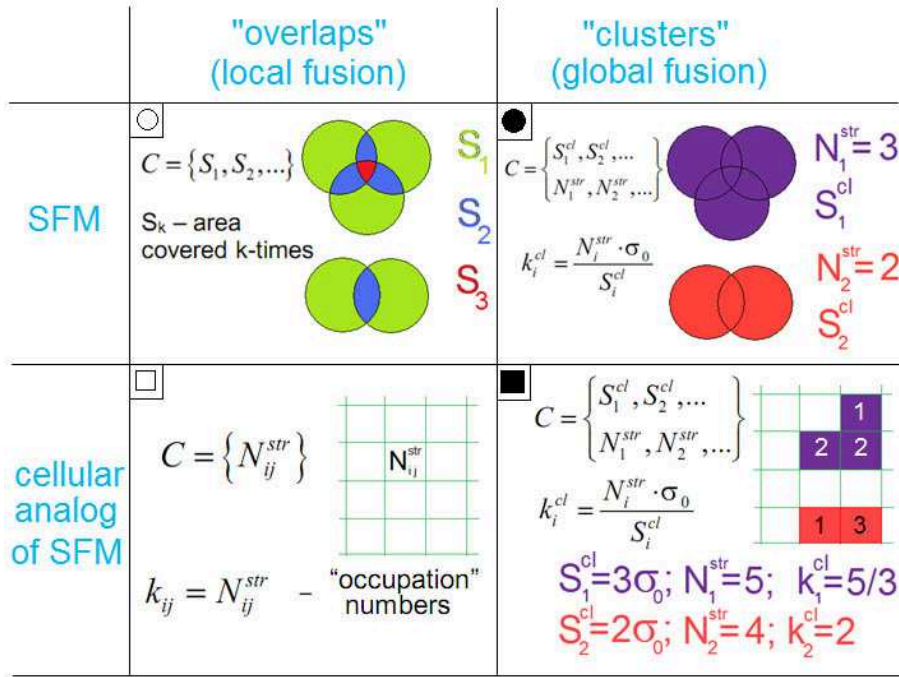 "overlaps"
(local fusion)
"clusters"
(global fusion)
SFM
C = {S₁, S₂,...}
Sₖ – area
covered k-times
S₁
S₂
S₃
C = {S₁ᶜˡ, S₂ᶜˡ,...
N₁ˢᵗʳ, N₂ˢᵗʳ,...}
kᵢᶜˡ = Nᵢˢᵗʳ · σ₀ / Sᵢᶜˡ
N₁ˢᵗʳ = 3
S₁ᶜˡ
N₂ˢᵗʳ = 2
S₂ᶜˡ
cellular
analog
of SFM
C = {Nᵢⱼˢᵗʳ}
Nᵢⱼˢᵗʳ
kᵢⱼ = Nᵢⱼˢᵗʳ – "occupation"
numbers
C = {S₁ᶜˡ, S₂ᶜˡ,...
N₁ˢᵗʳ, N₂ˢᵗʳ,...}
kᵢᶜˡ = Nᵢˢᵗʳ · σ₀ / Sᵢᶜˡ
1
2 2
1 3
S₁ᶜˡ=3σ₀; N₁ˢᵗʳ=5; k₁ᶜˡ=5/3
S₂ᶜˡ=2σ₀; N₂ˢᵗʳ=4; k₂ᶜˡ=2